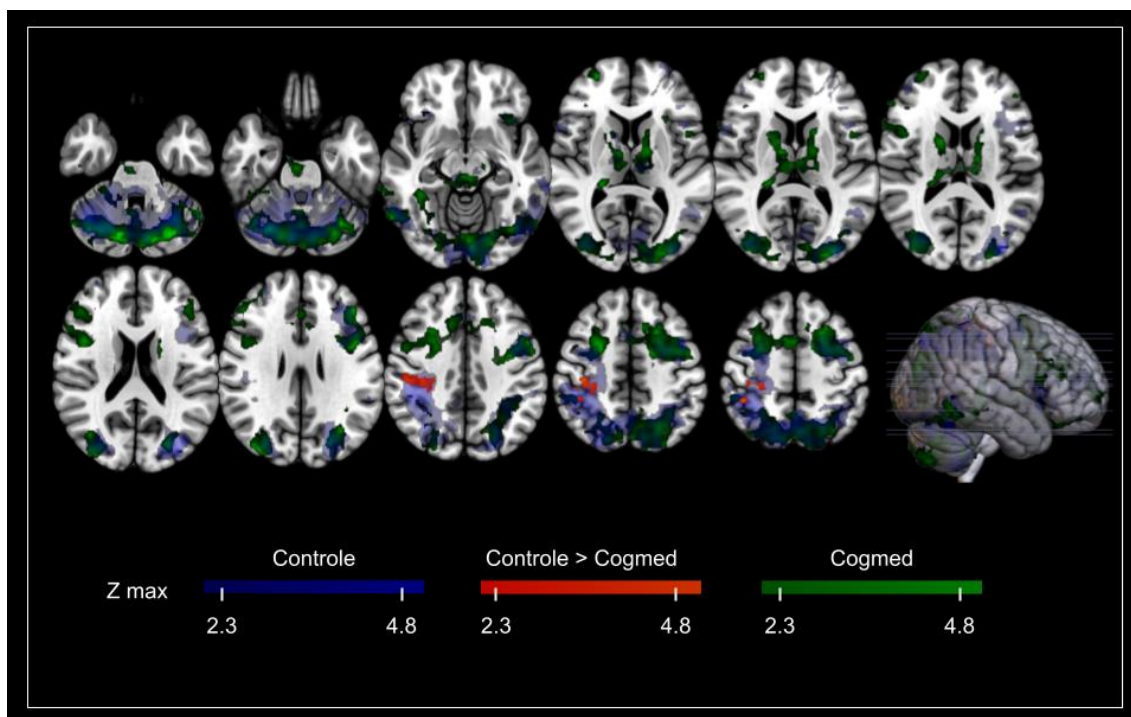 Controle
Controle > Cogmed
Cogmed
Z max
2.3 4.8 2.3 4.8 2.3 4.8